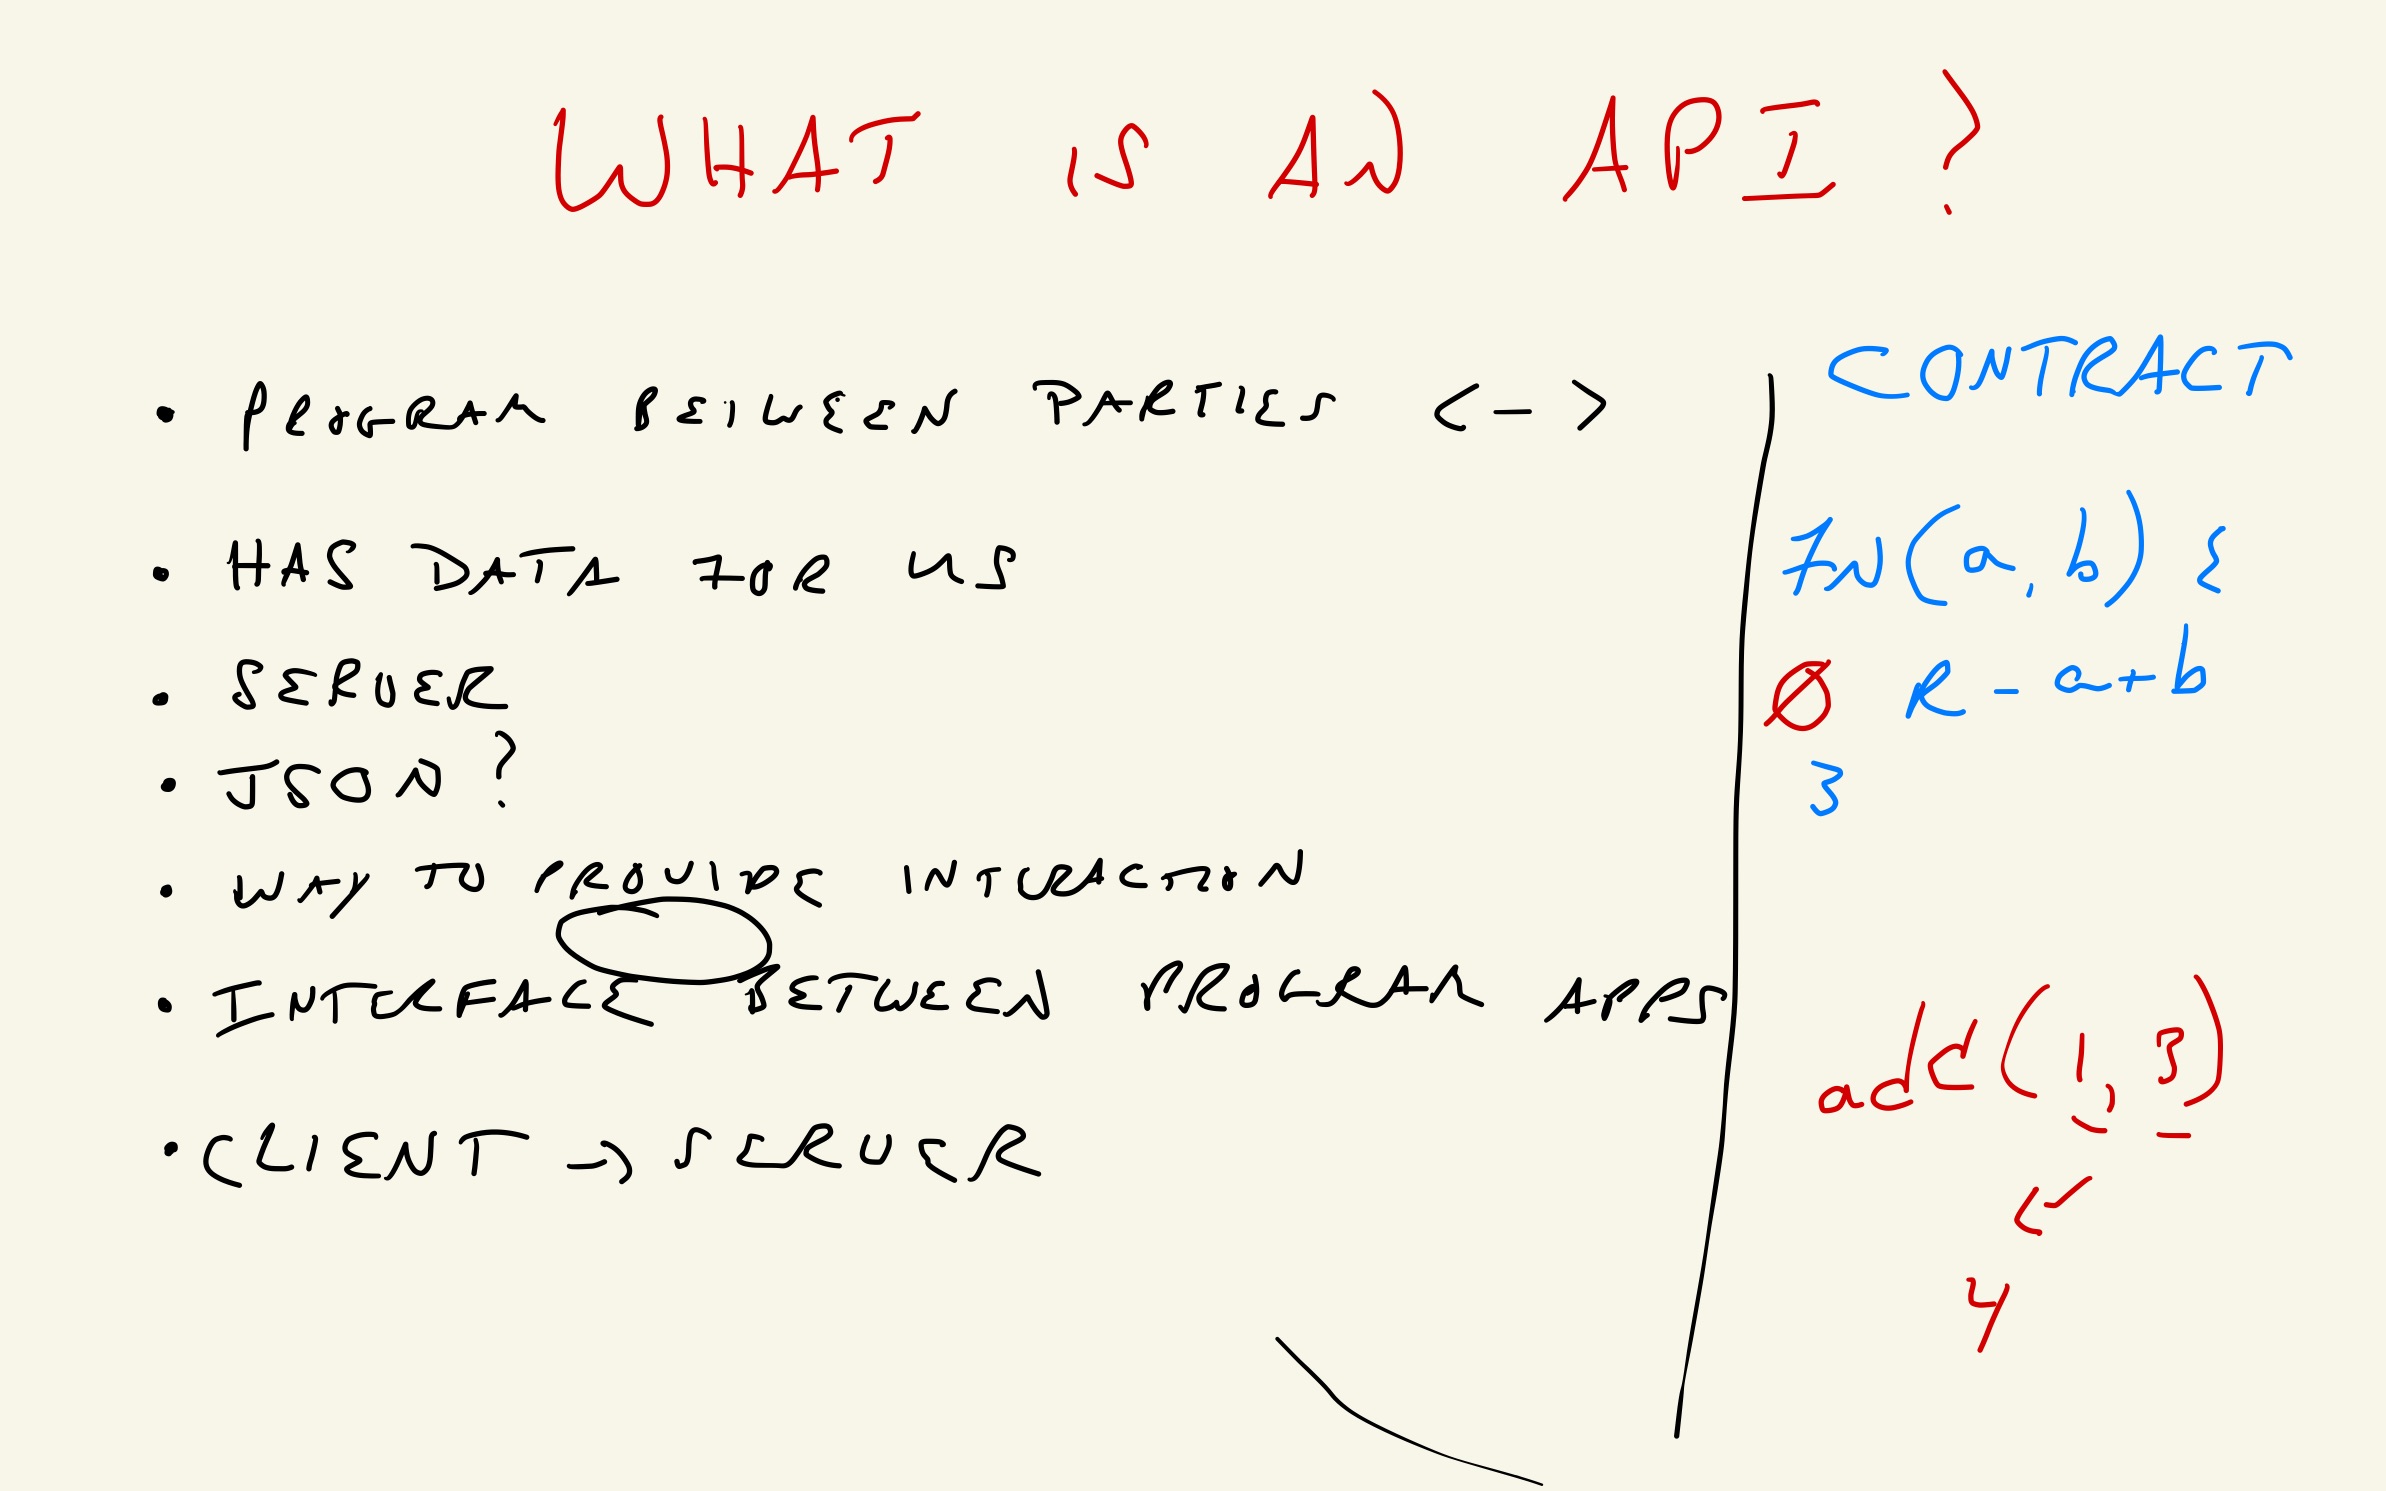 WHAT IS AN API ?
• PROGRAM BETWEEN PARTIES <->
• HAS DATA FOR US
• SERVER
• JSON ?
• WAY TO PROVIDE INTERACTION
• INTERFACE BETWEEN PROGRAM APPS
• CLIENT -> SERVER
CONTRACT
FN(a, b) {
Ø R - a + b
3
add(1, 3)
4